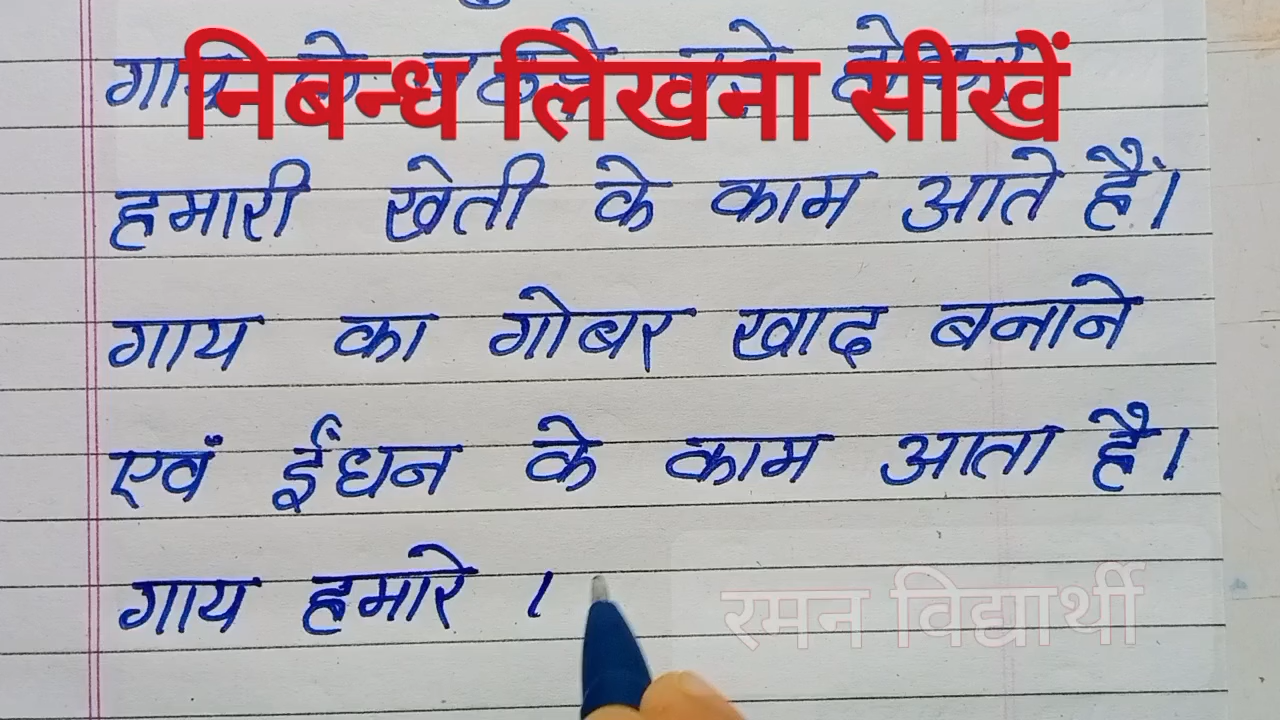 निबन्ध लिखना सीखें
हमारी खेती के काम आते हैं।
गाय का गोबर खाद बनाने
एवं ईंधन के काम आता है।
गाय हमारे ।
रमन विद्यार्थी